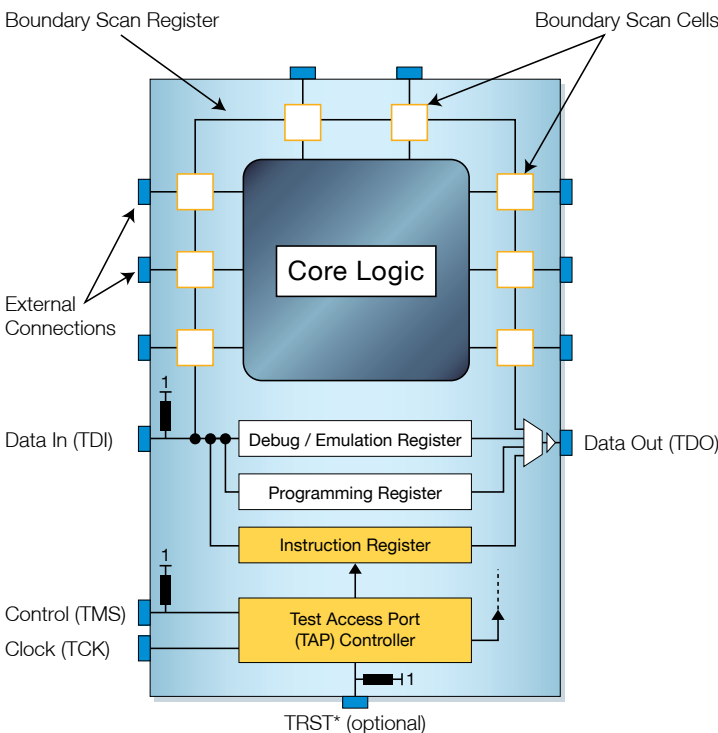 Boundary Scan Register
Boundary Scan Cells
Core Logic
External
Connections
1
Data In (TDI)
Debug / Emulation Register
Data Out (TDO)
Programming Register
Instruction Register
1
Control (TMS)
Test Access Port
(TAP) Controller
Clock (TCK)
1
TRST* (optional)